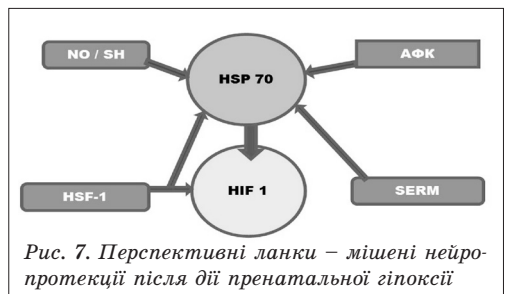 NO / SH
АФК
HSP 70
HSF-1
HIF 1
SERM
Рис. 7. Перспективні ланки – мішені нейро-
протекції після дії пренатальної гіпоксії